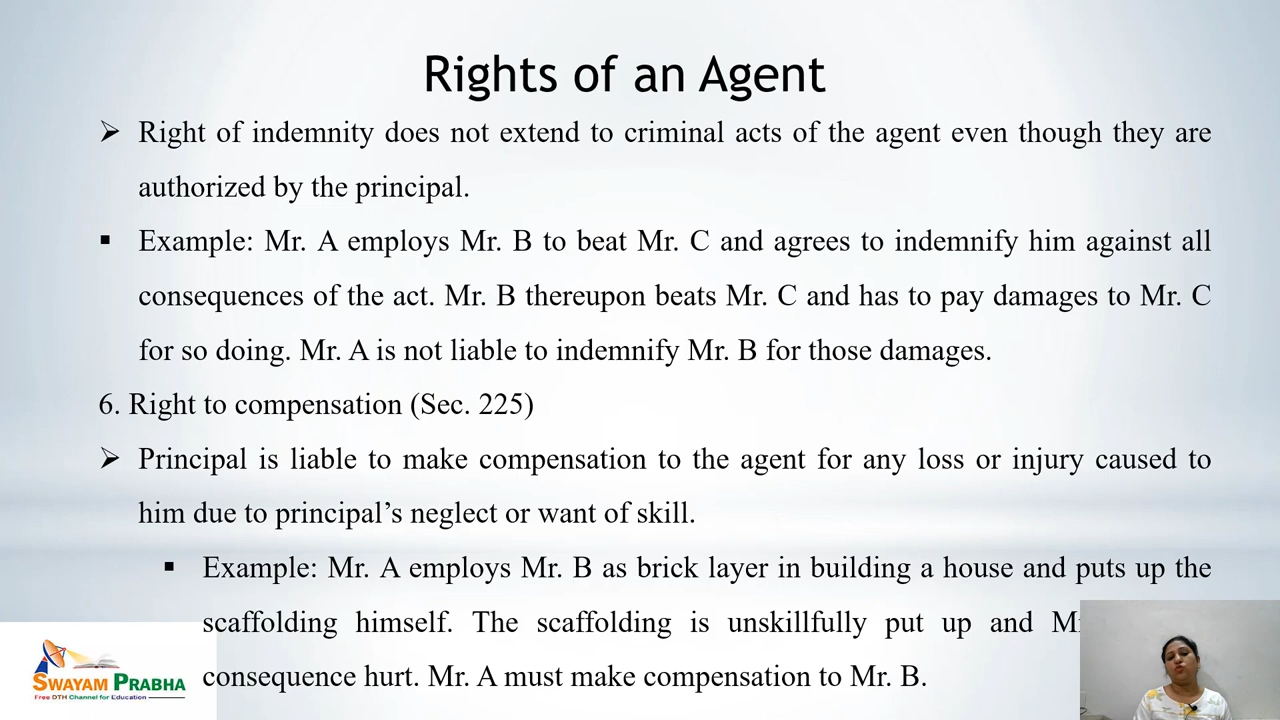 Rights of an Agent
➢ Right of indemnity does not extend to criminal acts of the agent even though they are
authorized by the principal.
▪ Example: Mr. A employs Mr. B to beat Mr. C and agrees to indemnify him against all
consequences of the act. Mr. B thereupon beats Mr. C and has to pay damages to Mr. C
for so doing. Mr. A is not liable to indemnify Mr. B for those damages.
6. Right to compensation (Sec. 225)
➢ Principal is liable to make compensation to the agent for any loss or injury caused to
him due to principal’s neglect or want of skill.
▪ Example: Mr. A employs Mr. B as brick layer in building a house and puts up the
scaffolding himself. The scaffolding is unskillfully put up and
consequence hurt. Mr. A must make compensation to Mr. B.
SWAYAM PRABHA
Free DTH Channel for Education